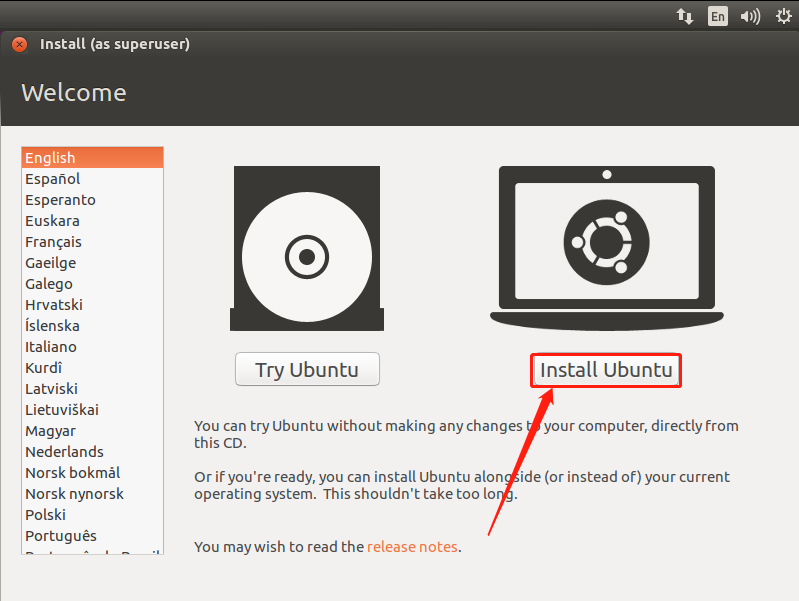 En
Install (as superuser)
Welcome
English
Español
Esperanto
Euskara
Français
Gaeilge
Galego
Hrvatski
Íslenska
Italiano
Kurdî
Latviski
Lietuviškai
Magyar
Nederlands
Norsk bokmål
Norsk nynorsk
Polski
Português
Try Ubuntu
Install Ubuntu
You can try Ubuntu without making any changes to your computer, directly from
this CD.
Or if you're ready, you can install Ubuntu alongside (or instead of) your current
operating system. This shouldn't take too long.
You may wish to read the release notes.